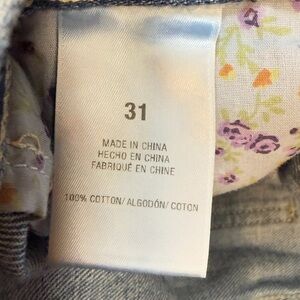 31
MADE IN CHINA
HECHO EN CHINA
FABRIQUÉ EN CHINE
100% COTTON/ALGODÓN/COTON